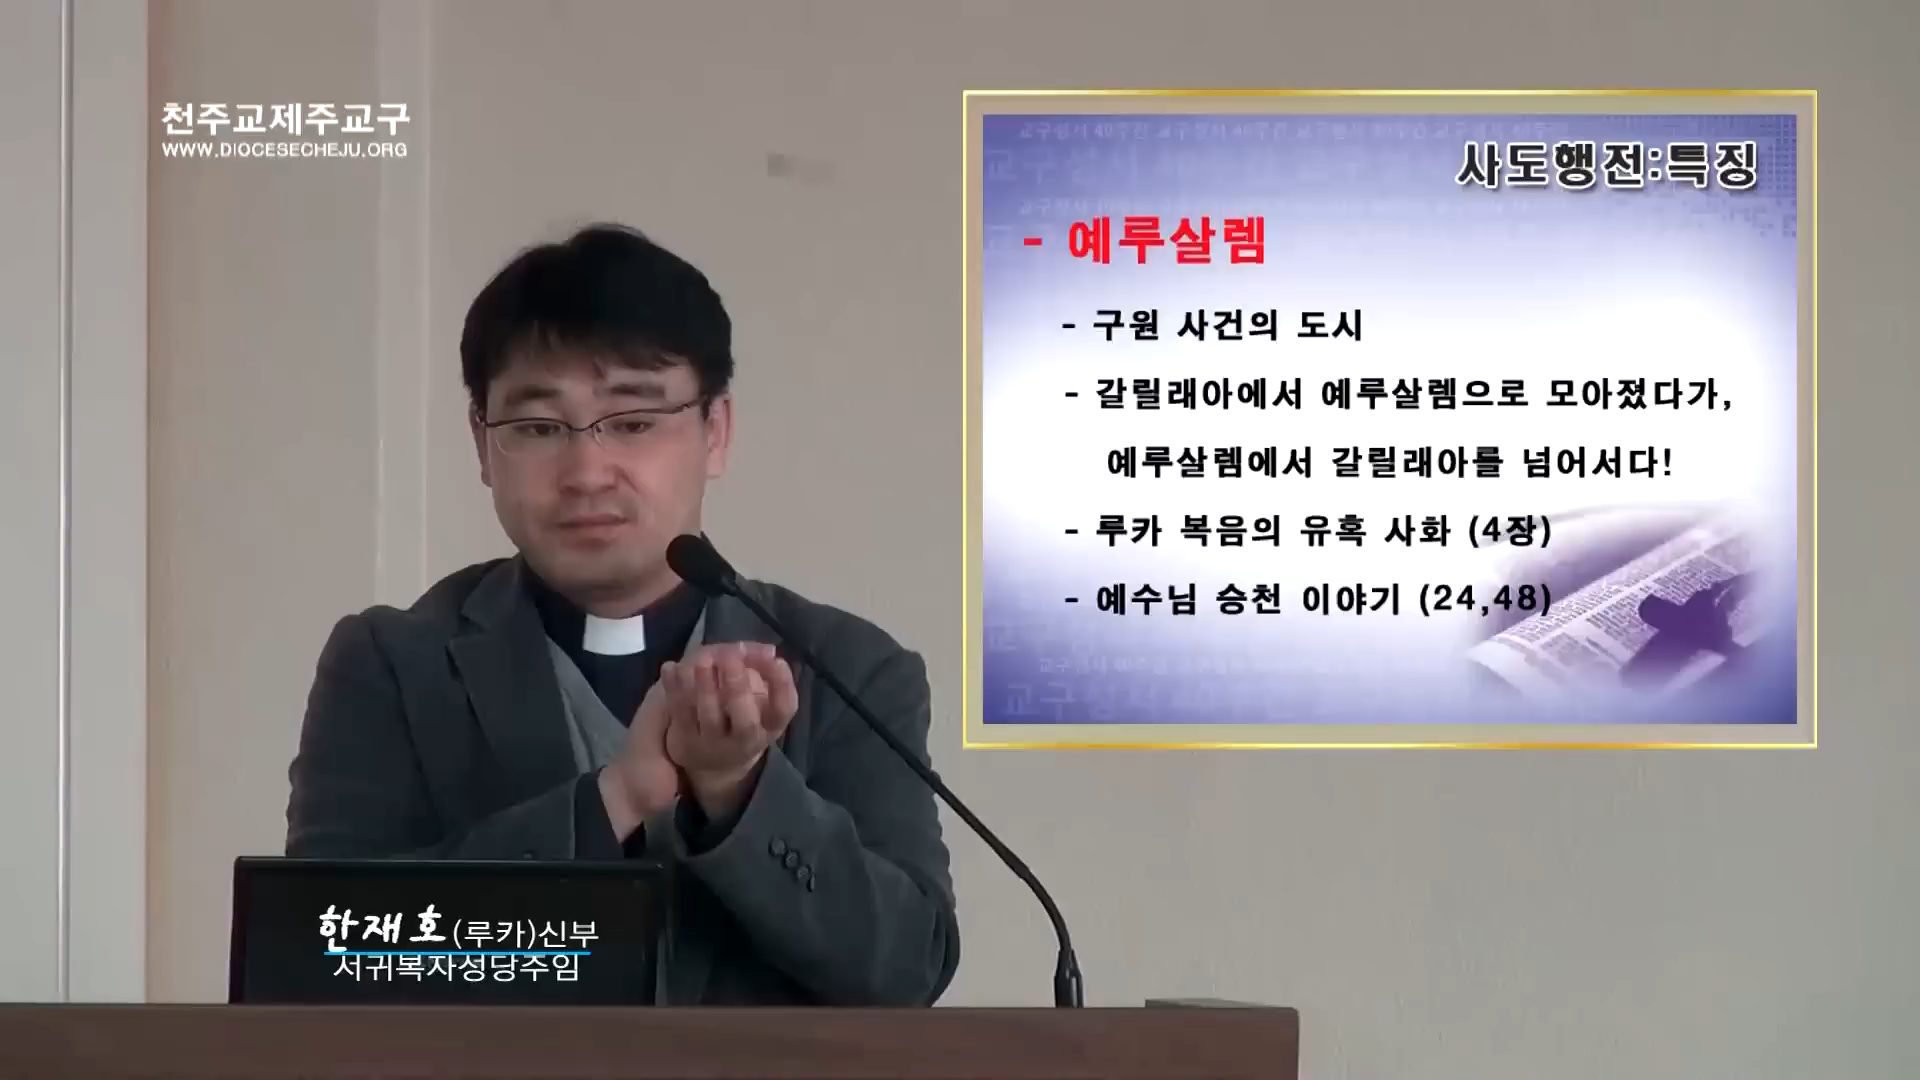 천주교제주교구
WWW.DIOCESECHEJU.ORG
사도행전:특징
- 예루살렘
- 구원 사건의 도시
- 갈릴래아에서 예루살렘으로 모아졌다가,
예루살렘에서 갈릴래아를 넘어서다!
- 루카 복음의 유혹 사화 (4장)
- 예수님 승천 이야기 (24,48)
한재호(루카)신부
서귀복자성당주임